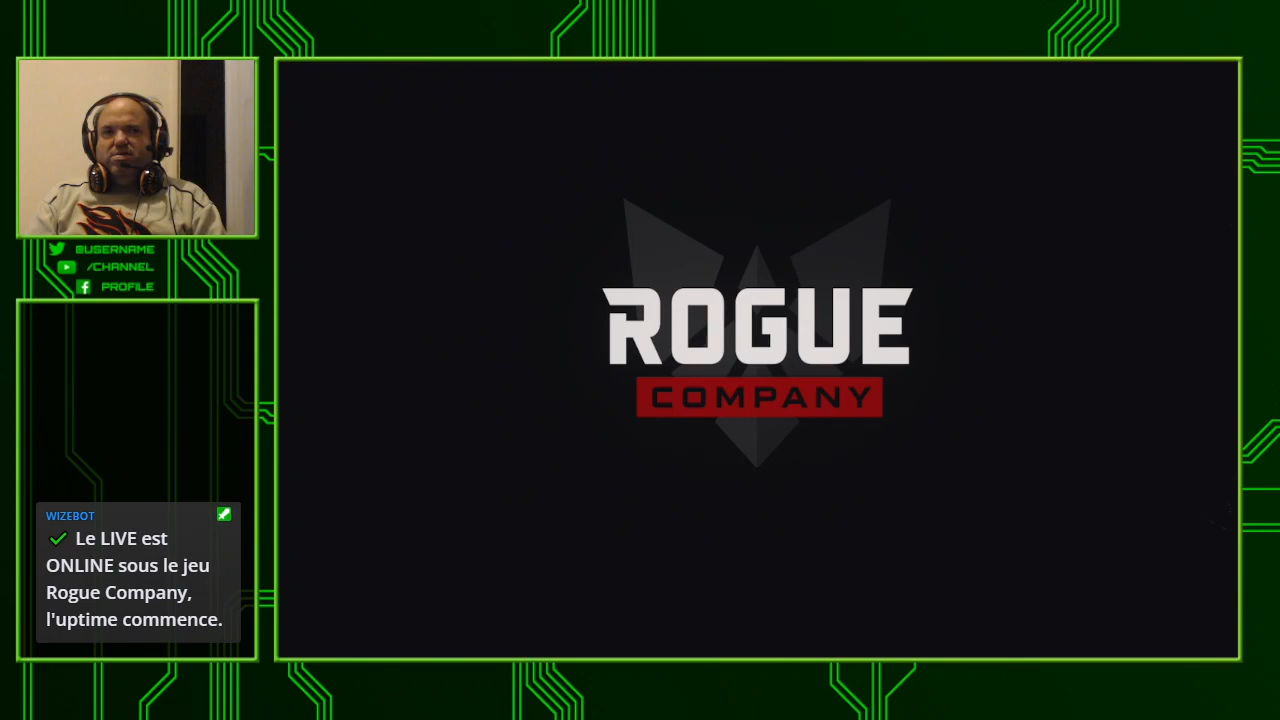 @USERNAME
/CHANNEL
PROFILE
ROGUE
COMPANY
WIZEBOT
Le LIVE est
ONLINE sous le jeu
Rogue Company,
l'uptime commence.